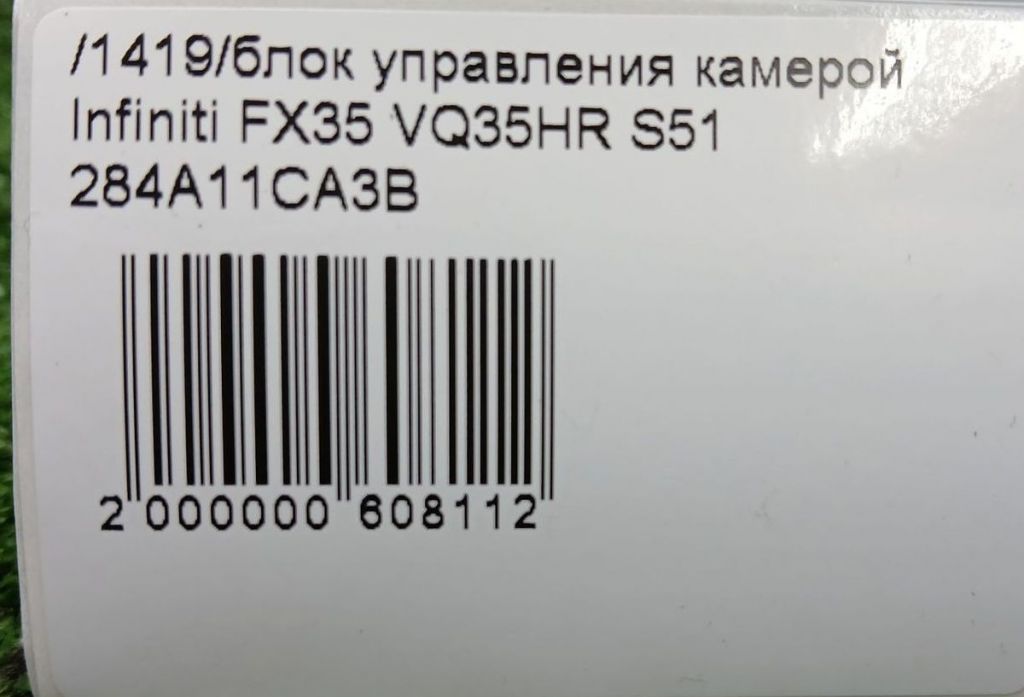 /1419/блок управления камерой
Infiniti FX35 VQ35HR S51
284A11CA3B
2 000000 608112